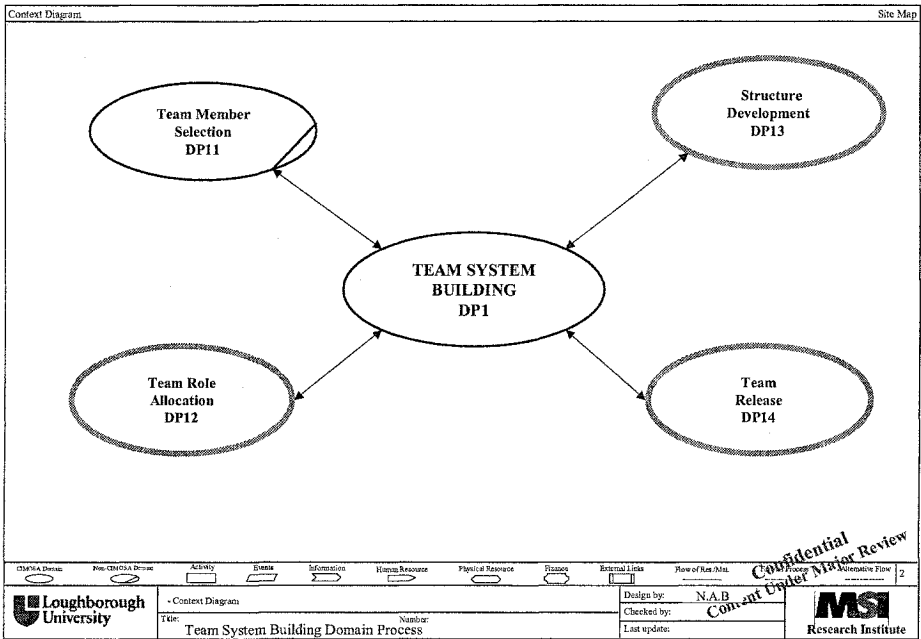 Context Diagram
Site Map
Team Member
Selection
DP11
Structure
Development
DP13
TEAM SYSTEM
BUILDING
DP1
Team Role
Allocation
DP12
Team
Release
DP14
Confidential
Content Under Major Review
CIMOSA Domain
Non-CIMOSA Domain
Activity
Events
Information
Human Resource
Physical Resource
Finance
External Links
Flow of Res./Mat.
Process
Alternative Flow
2
Loughborough
University
- Context Diagram
Title:
Number:
Team System Building Domain Process
Design by: N.A.B
Checked by:
Last update:
MSI
Research Institute